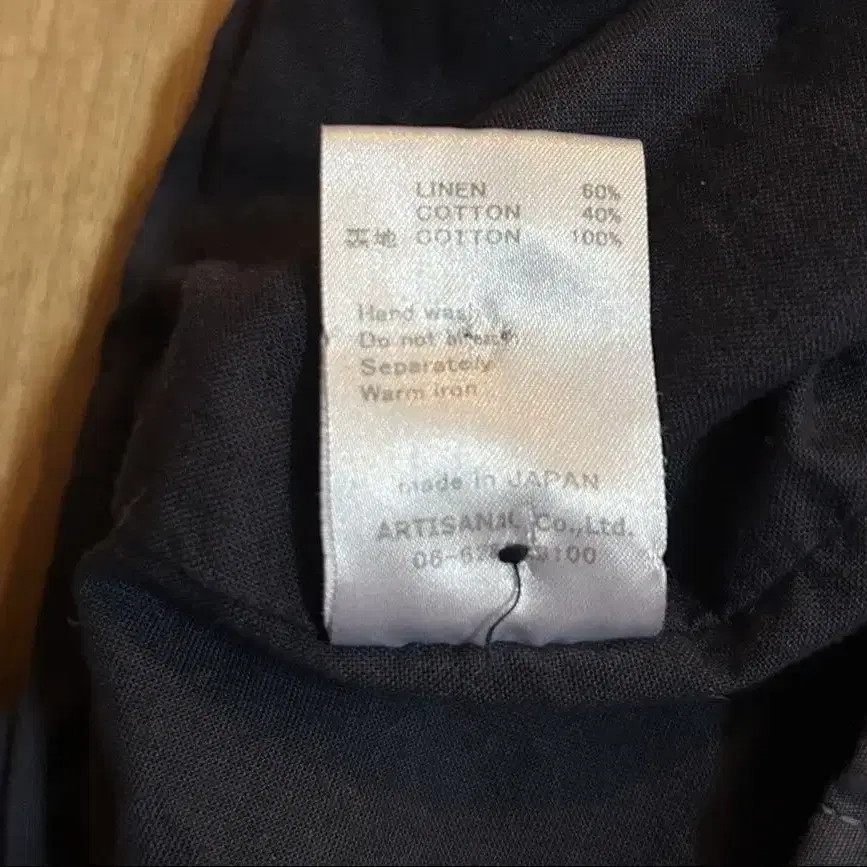 LINEN 60%
COTTON 40%
裏地 COTTON 100%
Hand wash
Do not bleach
Separately
Warm iron
made in JAPAN
ARTISANAL Co.,Ltd.